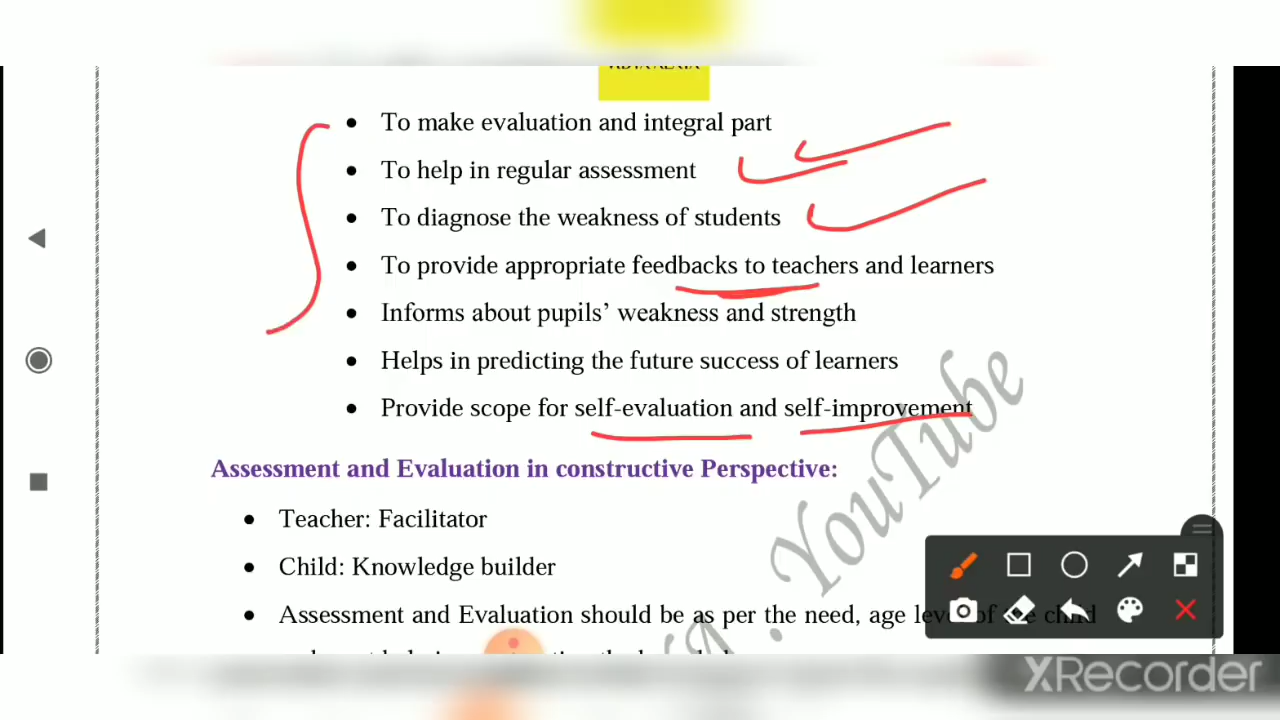 • To make evaluation and integral part
• To help in regular assessment
• To diagnose the weakness of students
• To provide appropriate feedbacks to teachers and learners
• Informs about pupils’ weakness and strength
• Helps in predicting the future success of learners
• Provide scope for self-evaluation and self-improvement
Assessment and Evaluation in constructive Perspective:
• Teacher: Facilitator
• Child: Knowledge builder
• Assessment and Evaluation should be as per the need, age level of the child
. YouTube
XRecorder